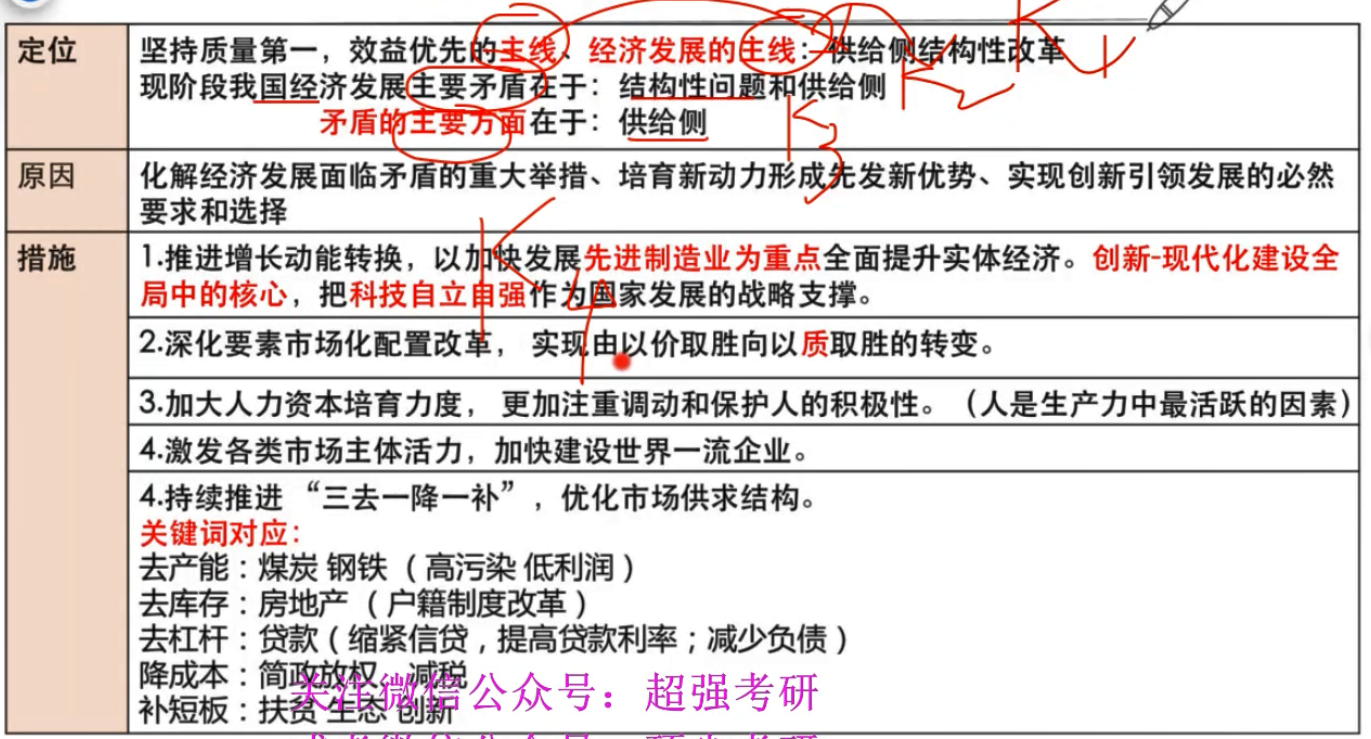 定位
坚持质量第一，效益优先的主线、经济发展的主线：供给侧结构性改革
现阶段我国经济发展主要矛盾在于：结构性问题和供给侧
矛盾的主要方面在于：供给侧
原因
化解经济发展面临矛盾的重大举措、培育新动力形成先发新优势、实现创新引领发展的必然
要求和选择
措施
1.推进增长动能转换，以加快发展先进制造业为重点全面提升实体经济。创新-现代化建设全
局中的核心，把科技自立自强作为国家发展的战略支撑。
2.深化要素市场化配置改革， 实现由以价取胜向以质取胜的转变。
3.加大人力资本培育力度， 更加注重调动和保护人的积极性。（人是生产力中最活跃的因素）
4.激发各类市场主体活力，加快建设世界一流企业。
4.持续推进 “三去一降一补”，优化市场供求结构。
关键词对应：
去产能：煤炭 钢铁 （ 高污染 低利润 ）
去库存：房地产 （ 户籍制度改革 ）
去杠杆：贷款（ 缩紧信贷，提高贷款利率；减少负债 ）
降成本：简政放权、减税
补短板：扶贫 生态 创新
关注微信公众号：超强考研
K1
K2
K3
K4